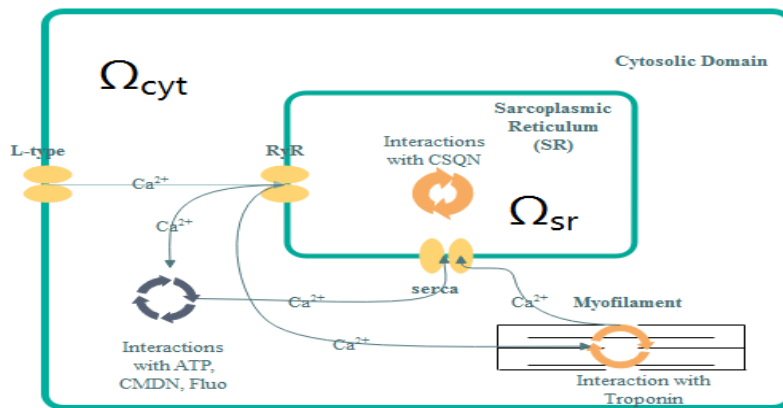 Ωcyt
Cytosolic Domain
Sarcoplasmic
Reticulum
(SR)
L-type
RyR
Interactions
with CSQN
Ca²⁺
Ωsr
Ca²⁺
serca
Ca²⁺
Ca²⁺
Myofilament
Ca²⁺
Interactions
with ATP,
CMDN, Fluo
Interaction with
Troponin